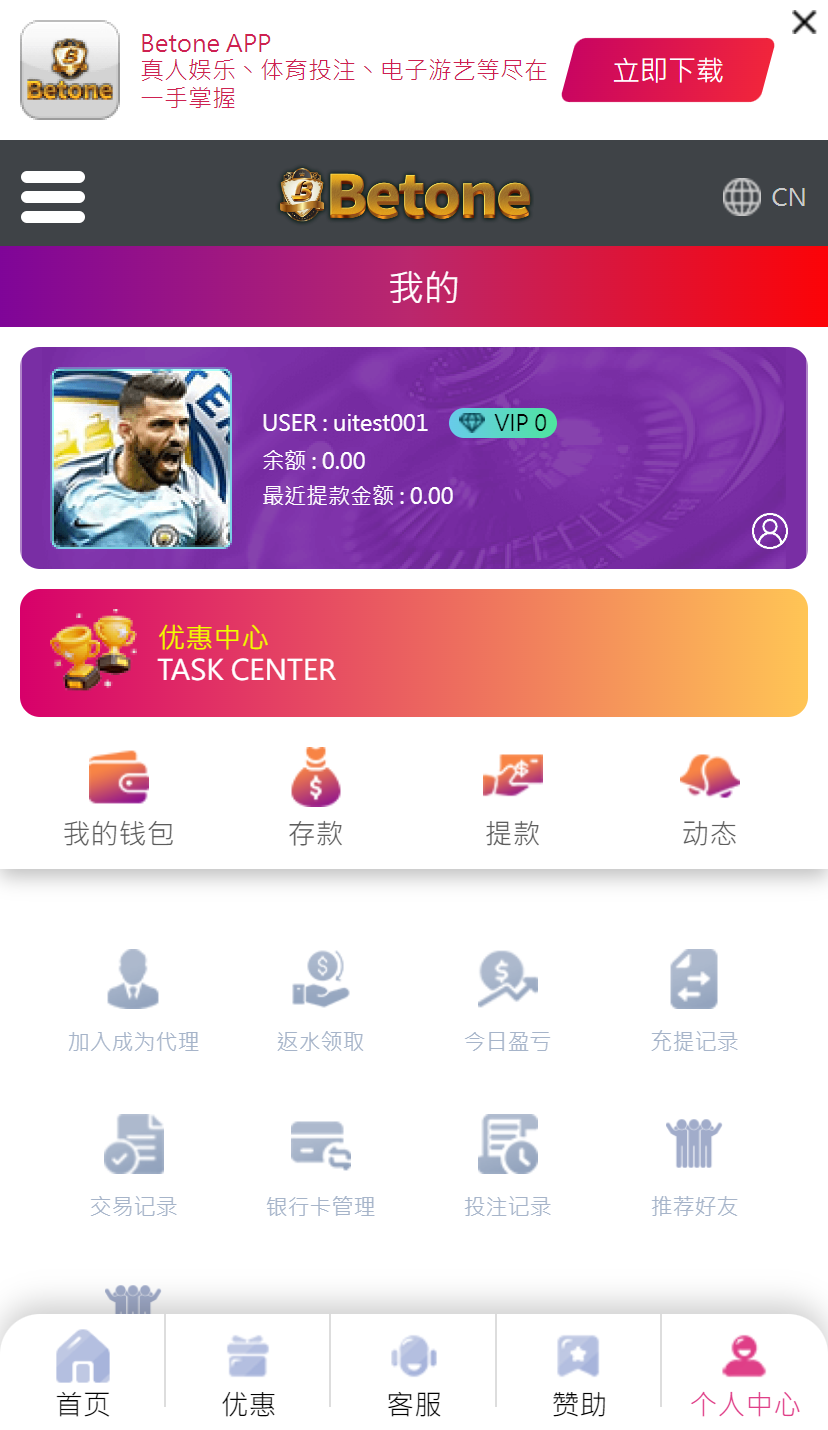 Betone APP
真人娱乐丶体育投注丶电子游艺等尽在
一手掌握
立即下载
Betone
Betone
CN
我的
USER : uitest001
VIP 0
余额 : 0.00
最近提款金额 : 0.00
优惠中心
TASK CENTER
我的钱包
存款
提款
动态
加入成为代理
返水领取
今日盈亏
充提记录
交易记录
银行卡管理
投注记录
推荐好友
首页
优惠
客服
赞助
个人中心